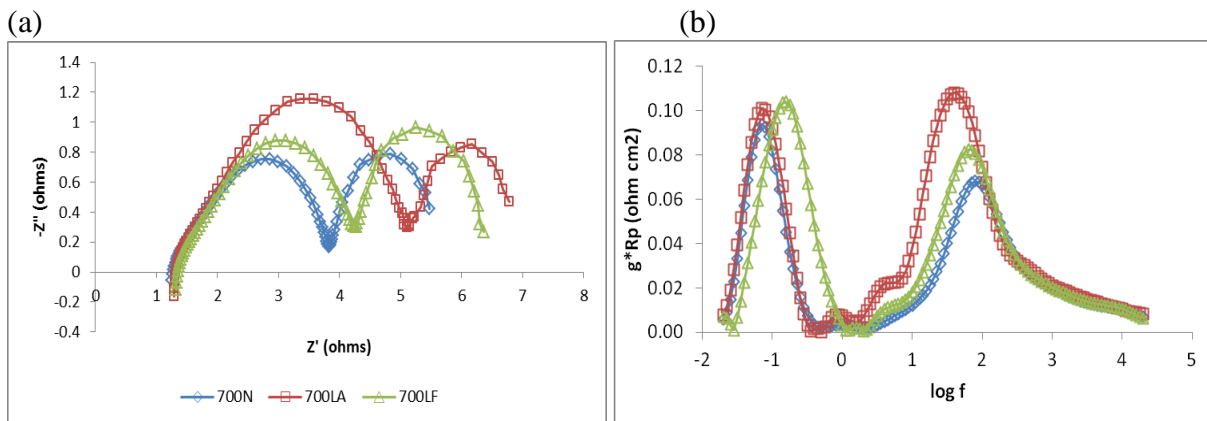 (a)
(b)
1.4
1.2
1
0.8
0.6
0.4
0.2
0
-0.2
-0.4
0 1 2 3 4 5 6 7 8
-Z" (ohms)
Z' (ohms)
700N 700LA 700LF
0.12
0.10
0.08
0.06
0.04
0.02
0.00
-2 -1 0 1 2 3 4 5
g*Rp (ohm cm2)
log f